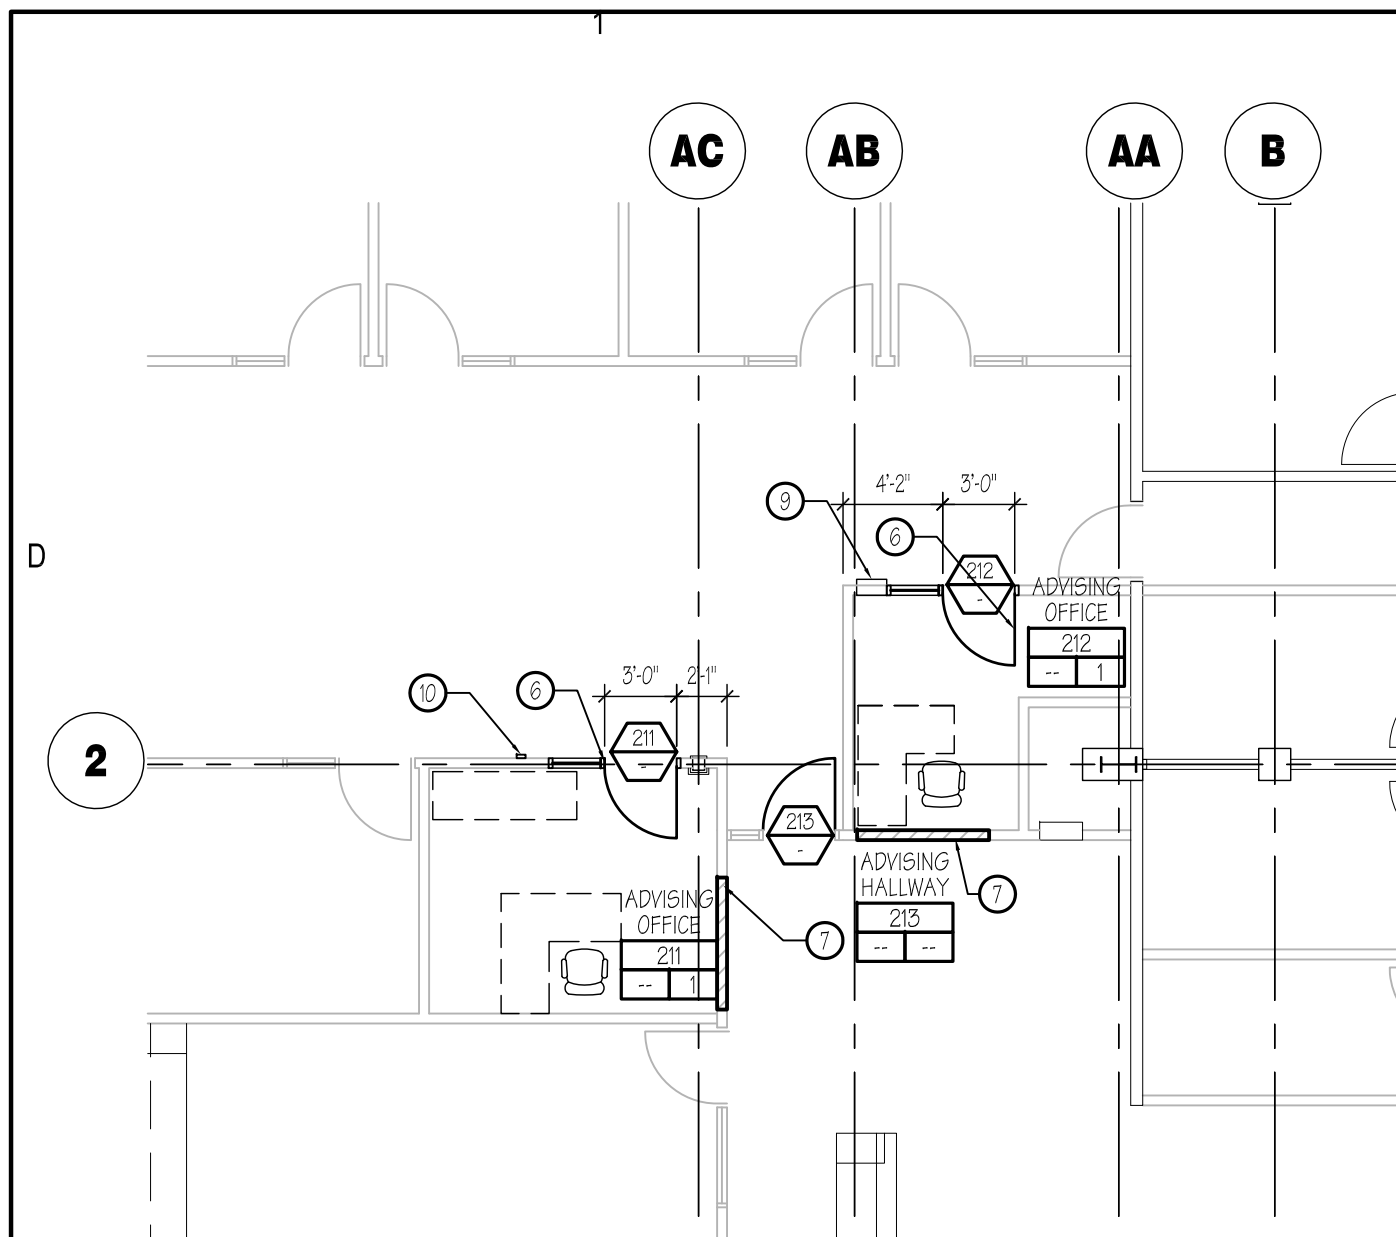 1
AC
AB
AA
B
D
4'-2"
3'-0"
9
6
212
-
ADVISING
OFFICE
212
--
1
3'-0"
2'-1"
10
6
211
-
2
213
-
ADVISING
HALLWAY
213
--
--
7
ADVISING
OFFICE
211
--
1
7